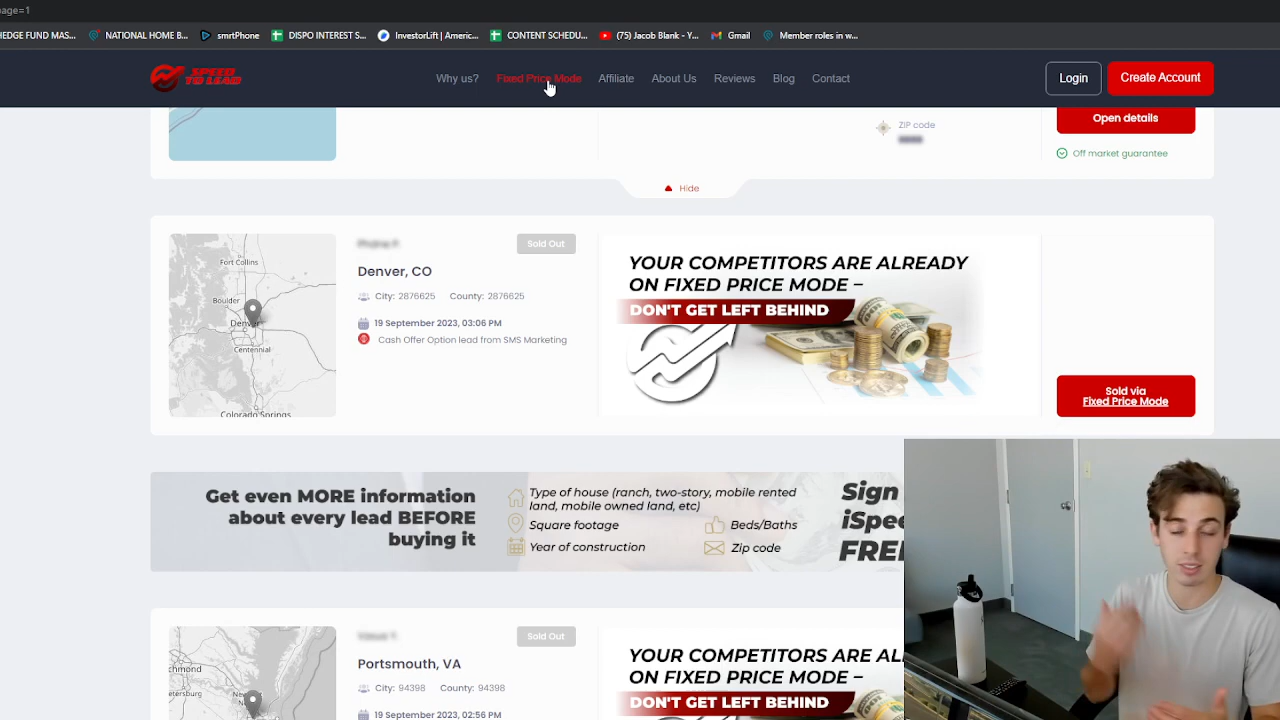 age=1
HEDGE FUND MAS... NATIONAL HOME B... smrtPhone DISPO INTEREST S... InvestorLift | Americ... CONTENT SCHEDU... (75) Jacob Blank - Y... Gmail Member roles in w...
SPEED TO LEAD
Why us? Fixed Price Mode Affiliate About Us Reviews Blog Contact Login Create Account
ZIP code
Open details
Off market guarantee
Hide
Sold Out
Denver, CO
City: 2876625 County: 2876625
19 September 2023, 03:06 PM
Cash Offer Option lead from SMS Marketing
Fort Collins
Boulder
Denver
Centennial
Colorado Springs
YOUR COMPETITORS ARE ALREADY
ON FIXED PRICE MODE –
DON'T GET LEFT BEHIND
Sold via
Fixed Price Mode
Get even MORE information
about every lead BEFORE
buying it
Type of house (ranch, two-story, mobile rented
land, mobile owned land, etc)
Square footage Beds/Baths
Year of construction Zip code
Sign
iSpee
FREE
Sold Out
Portsmouth, VA
City: 94398 County: 94398
19 September 2023, 02:56 PM
chmond
etersburg
YOUR COMPETITORS ARE AL
ON FIXED PRICE MODE –
DON'T GET LEFT BEHIND